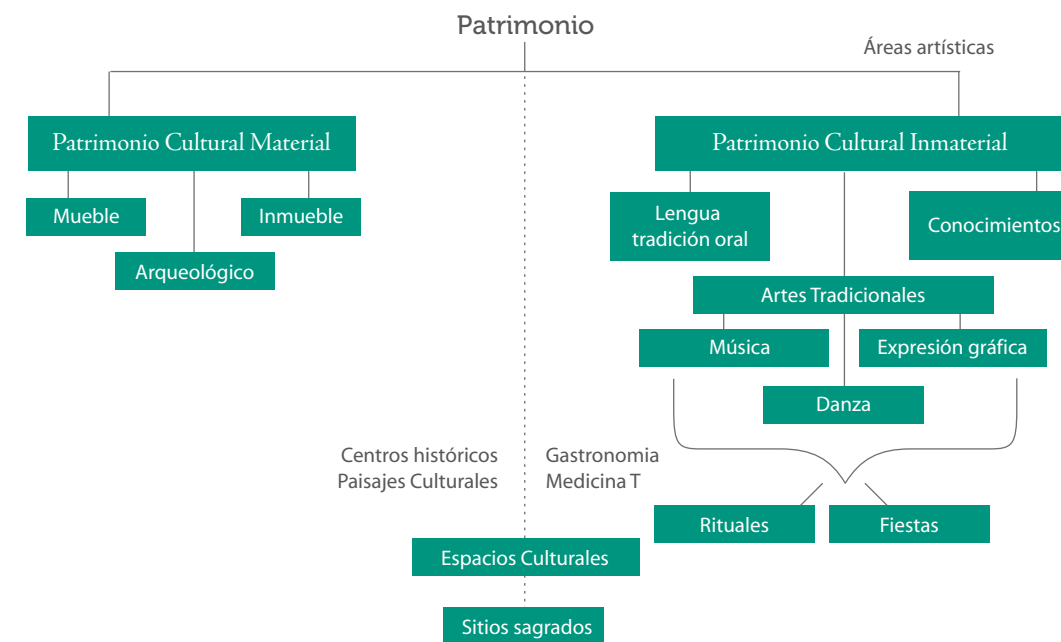 Patrimonio
Áreas artísticas
Patrimonio Cultural Material
Mueble
Inmueble
Arqueológico
Patrimonio Cultural Inmaterial
Lengua
tradición oral
Conocimientos
Artes Tradicionales
Música
Expresión gráfica
Danza
Centros históricos
Paisajes Culturales
Gastronomia
Medicina T
Rituales
Fiestas
Espacios Culturales
Sitios sagrados